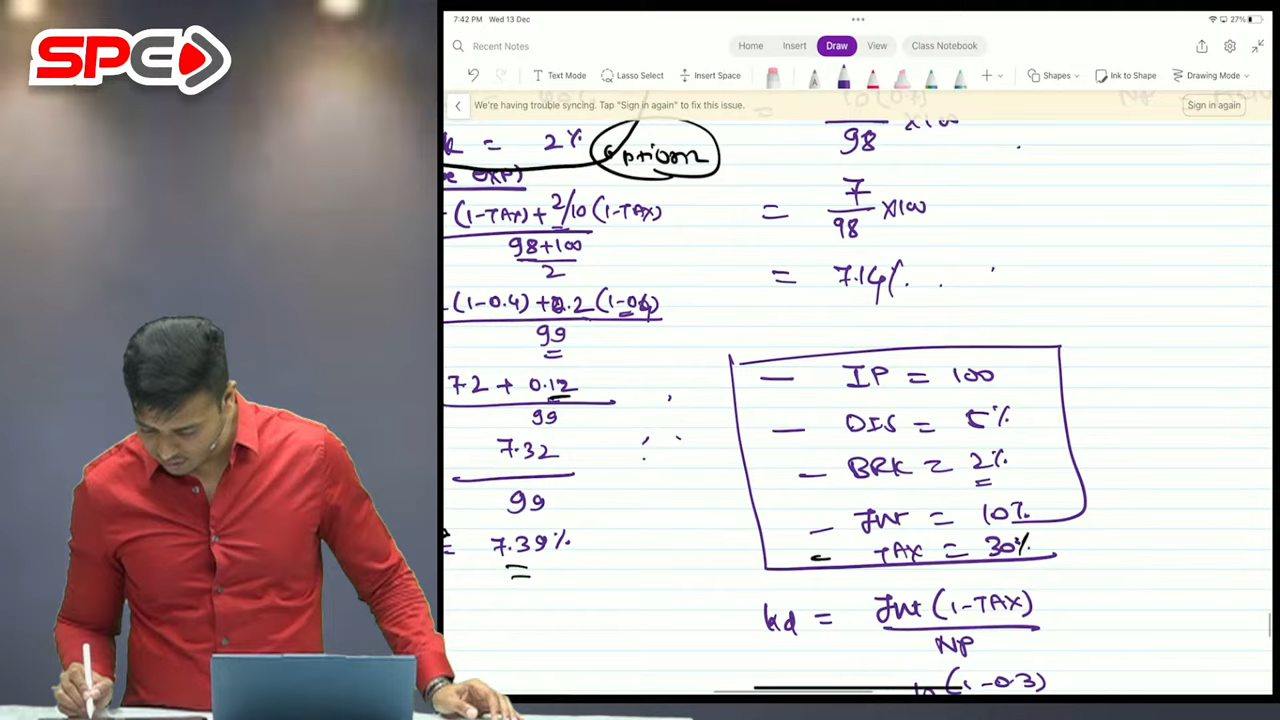 SPED
7:42 PM Wed 13 Dec
27%
Recent Notes
Home Insert Draw View Class Notebook
Text Mode Lasso Select Insert Space Shapes Ink to Shape Drawing Mode
We're having trouble syncing. Tap "Sign in again" to fix this issue.
Sign in again
= 2% option
(1-TAX) + 2/10 (1-TAX)
98+100
2
(1-0.4) + 0.2 (1-0.4)
99
7.2 + 0.12
99
7.32
99
= 7.39%
98 x100
= 7/98 x100
= 7.14%
— IP = 100
— DIS = 5%
— BRK = 2%
— Int = 10%
— TAX = 30%
kd = Int (1-TAX)
NP
(1-0.3)